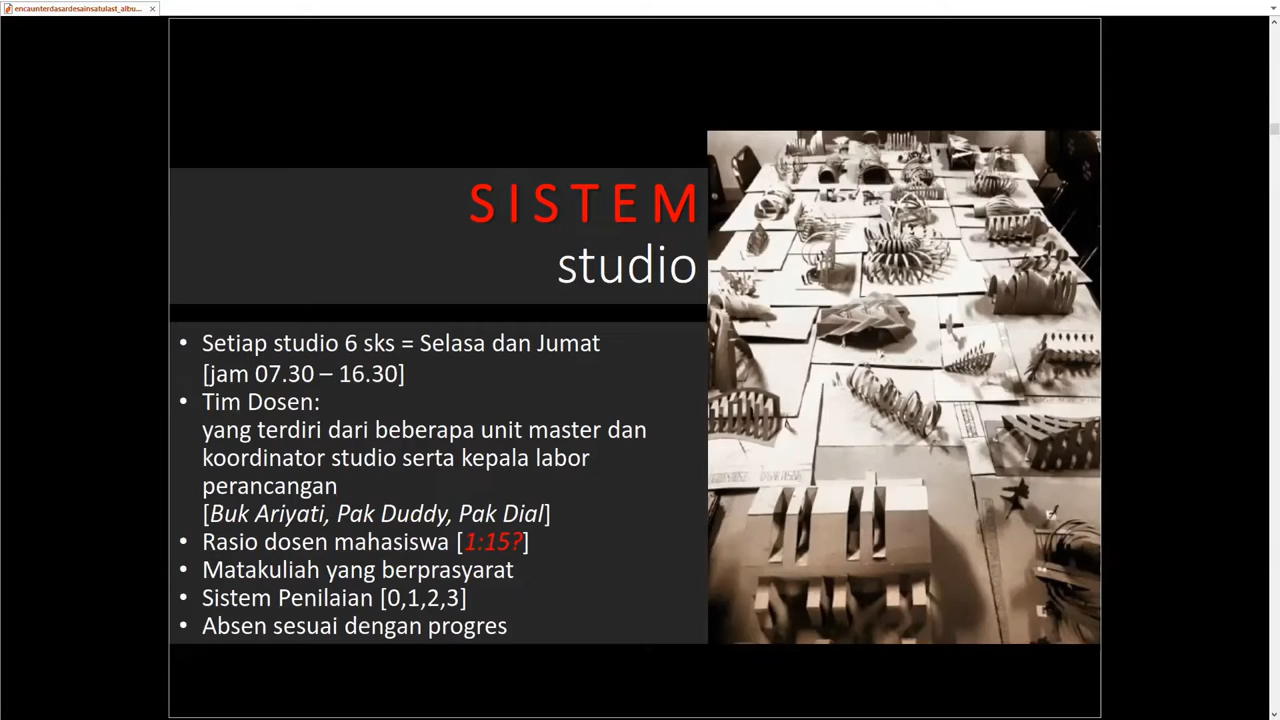 encaunterdasardesainsatulast_albu...
SISTEM
studio
• Setiap studio 6 sks = Selasa dan Jumat
[jam 07.30 – 16.30]
• Tim Dosen:
yang terdiri dari beberapa unit master dan
koordinator studio serta kepala labor
perancangan
[Buk Ariyati, Pak Duddy, Pak Dial]
• Rasio dosen mahasiswa [1:15?]
• Matakuliah yang berprasyarat
• Sistem Penilaian [0,1,2,3]
• Absen sesuai dengan progres